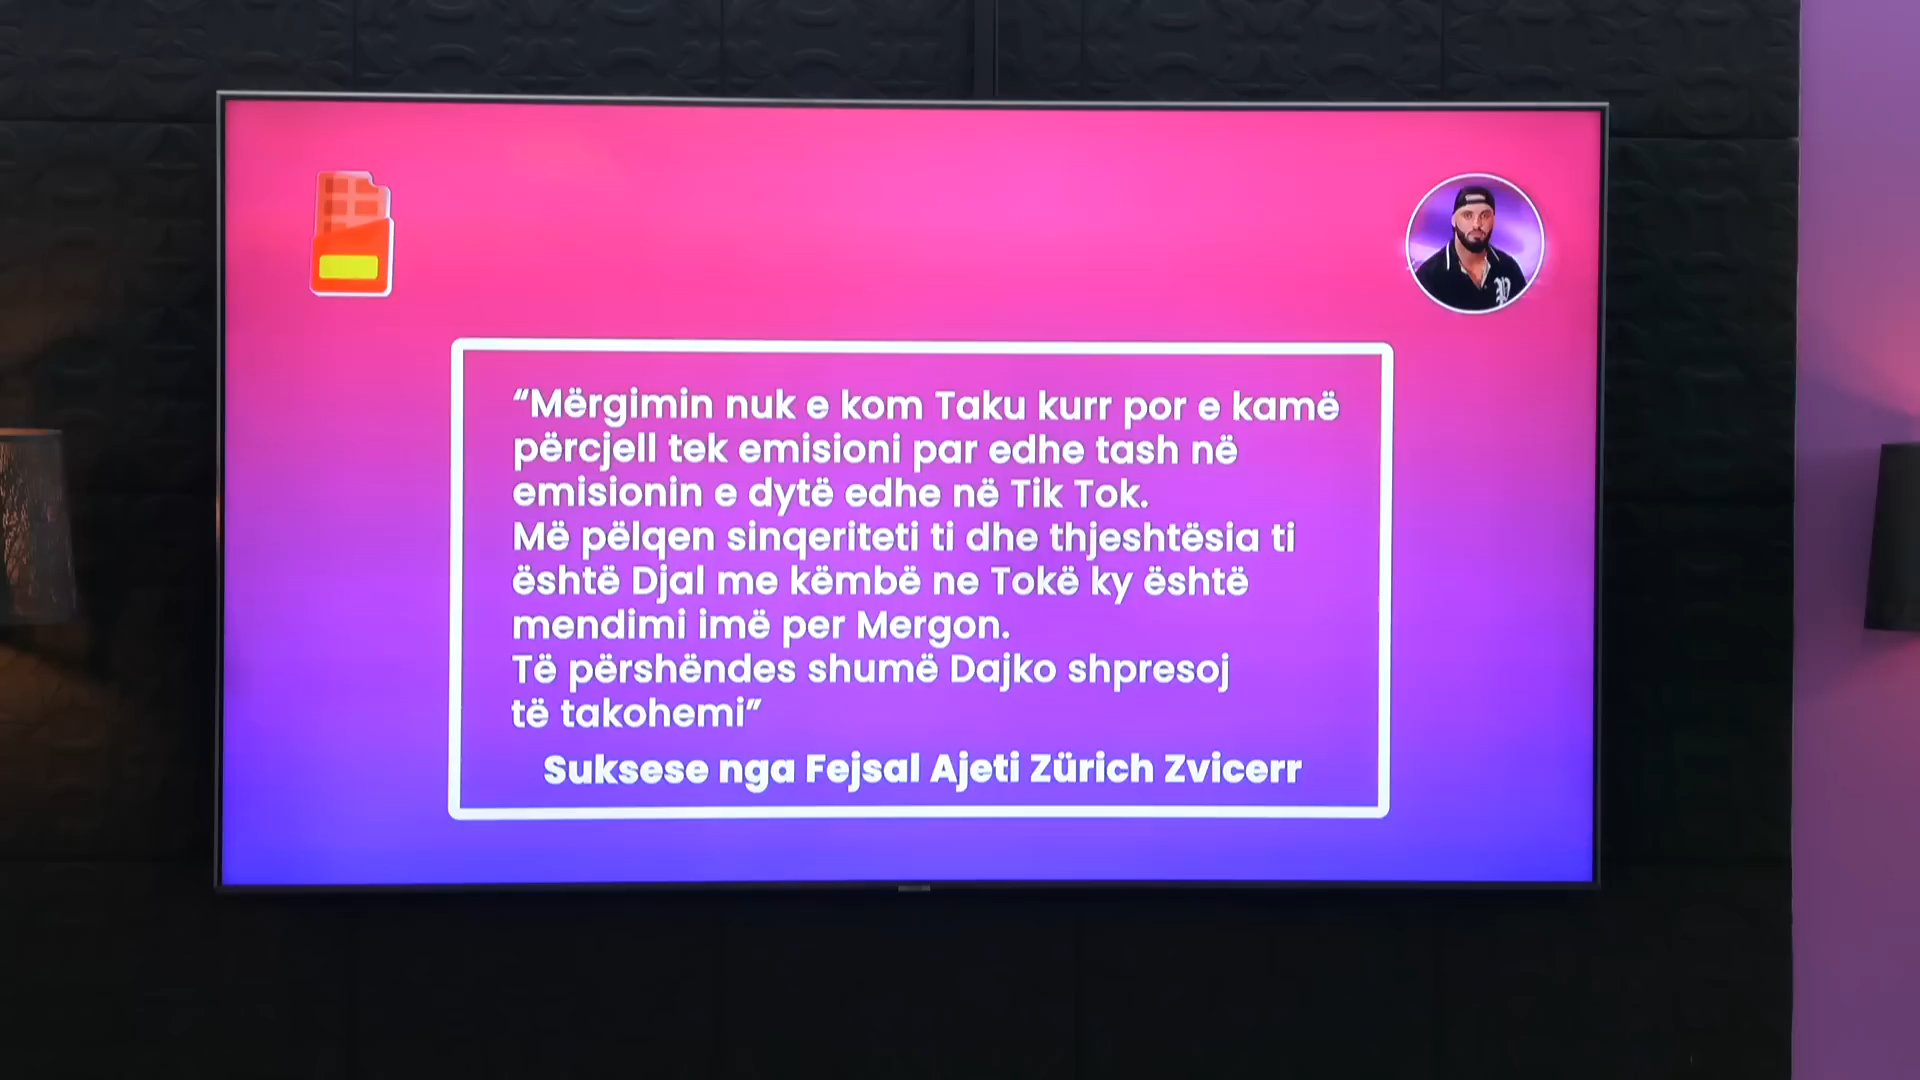 “Mërgimin nuk e kom Taku kurr por e kamë
përcjell tek emisioni par edhe tash në
emisionin e dytë edhe në Tik Tok.
Më pëlqen sinqeriteti ti dhe thjeshtësia ti
është Djal me këmbë ne Tokë ky është
mendimi imë per Mergon.
Të përshëndes shumë Dajko shpresoj
të takohemi”
Suksese nga Fejsal Ajeti Zürich Zvicerr